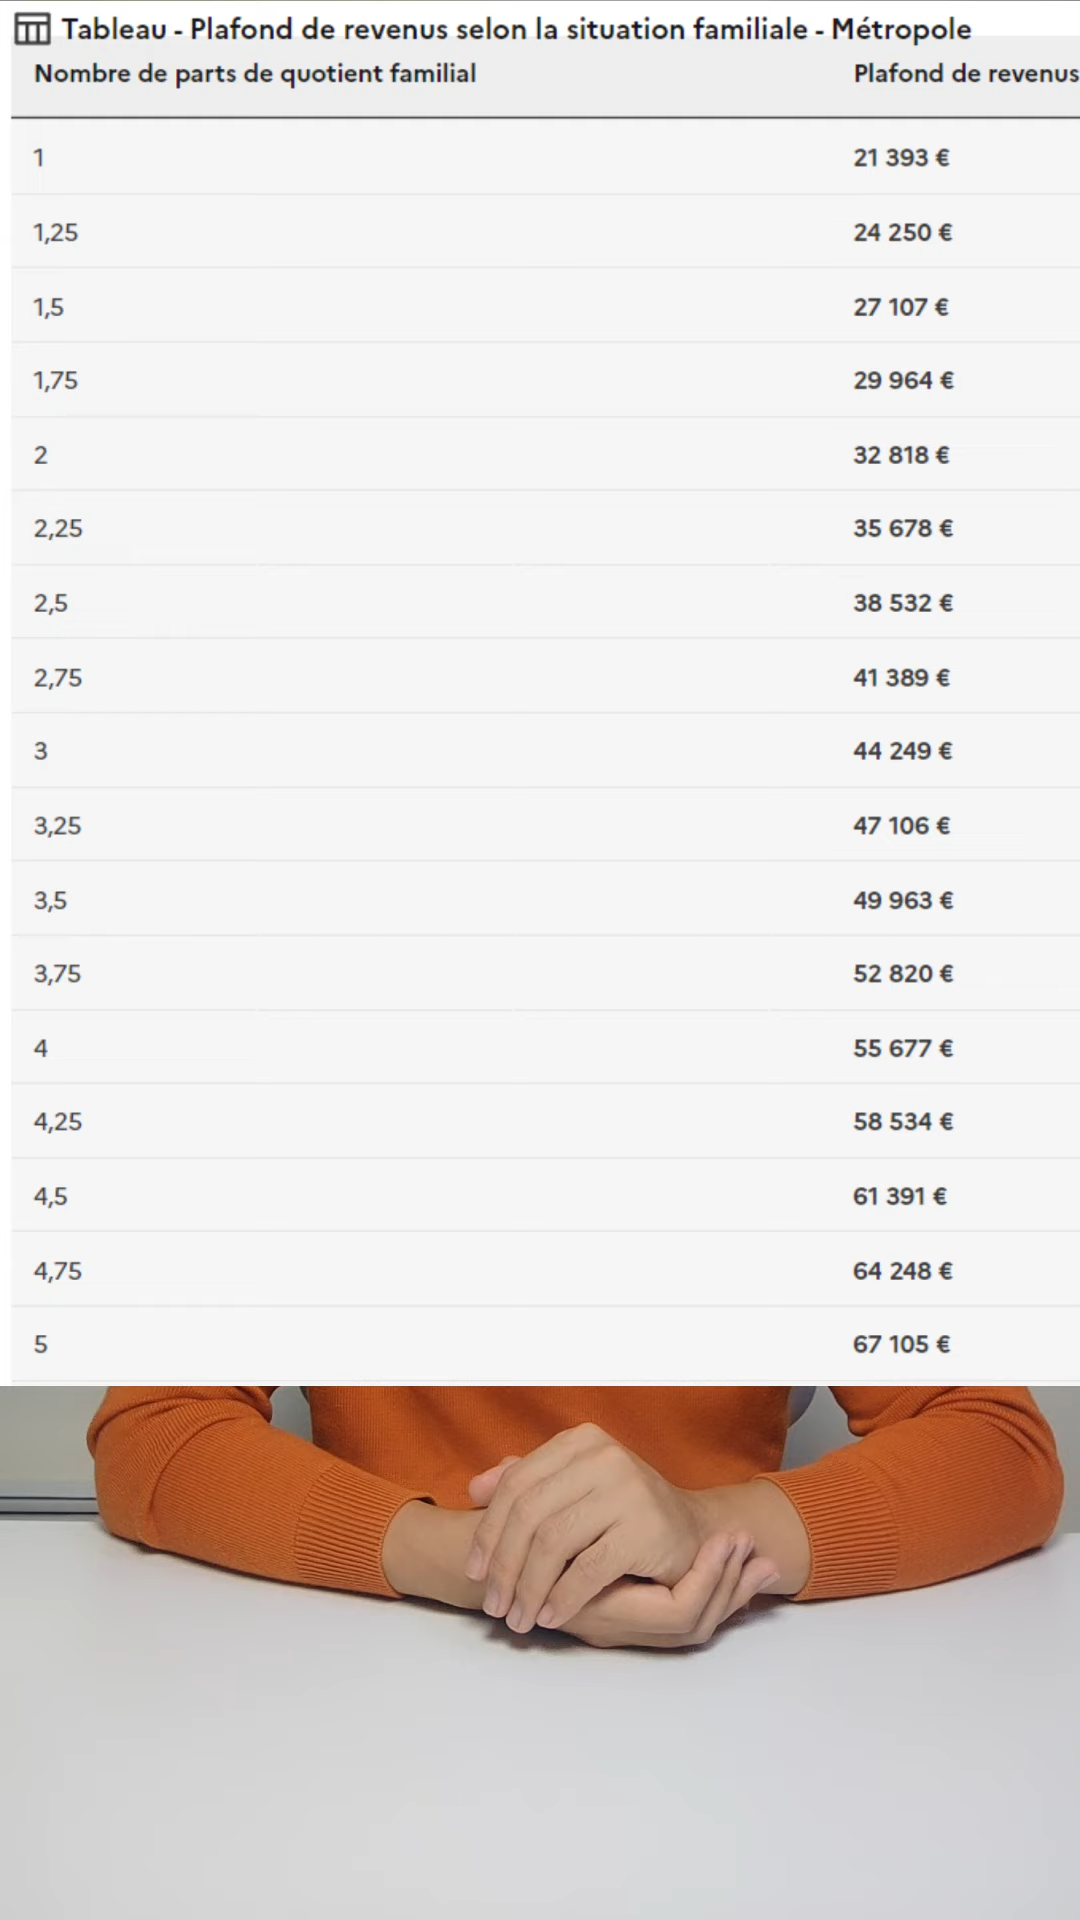 Tableau - Plafond de revenus selon la situation familiale - Métropole
Nombre de parts de quotient familial Plafond de revenus
1 21 393 €
1,25 24 250 €
1,5 27 107 €
1,75 29 964 €
2 32 818 €
2,25 35 678 €
2,5 38 532 €
2,75 41 389 €
3 44 249 €
3,25 47 106 €
3,5 49 963 €
3,75 52 820 €
4 55 677 €
4,25 58 534 €
4,5 61 391 €
4,75 64 248 €
5 67 105 €